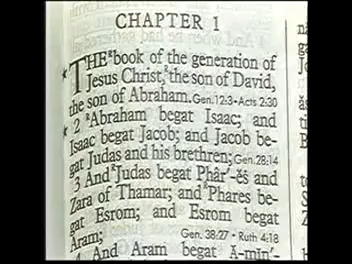 CHAPTER 1
THE book of the generation of
Jesus Christ, the son of David,
the son of Abraham. Gen. 12:3 • Acts 2:30
2 Abraham begat Isaac; and
Isaac begat Jacob; and Jacob be-
gat Judas and his brethren; Gen. 28:14
3 And Judas begat Phâr'-ĕs and
Zara of Thamar; and Phares be-
gat Esrom; and Esrom begat
Aram; Gen. 38:27 • Ruth 4:18
4 And Aram begat Ă-mĭn'-